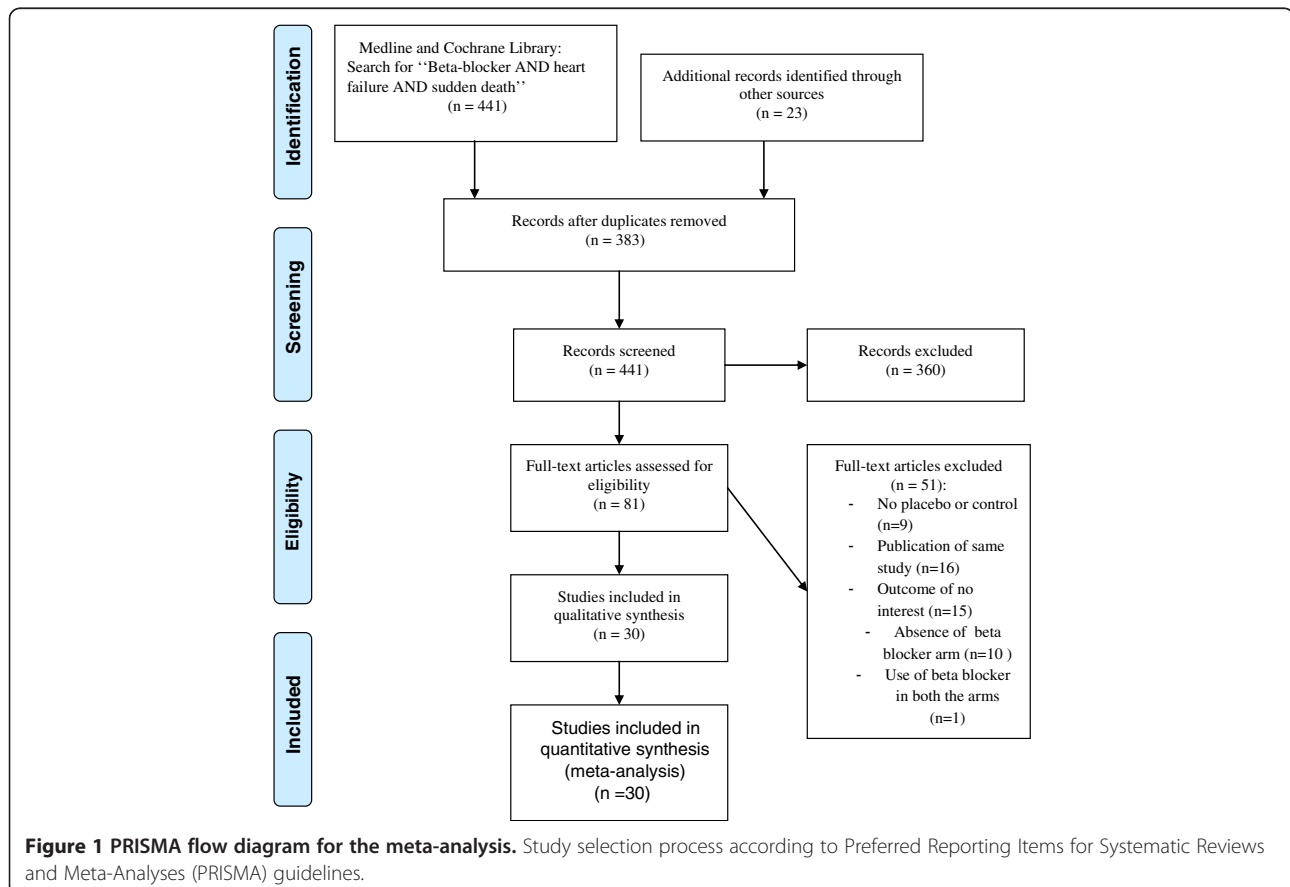 Identification
Medline and Cochrane Library:
Search for ‘‘Beta-blocker AND heart
failure AND sudden death’’
(n = 441)
Additional records identified through
other sources
(n = 23)
Screening
Records after duplicates removed
(n = 383)
Records screened
(n = 441)
Records excluded
(n = 360)
Eligibility
Full-text articles assessed for
eligibility
(n = 81)
Full-text articles excluded
(n = 51):
- No placebo or control
(n=9)
- Publication of same
study (n=16)
- Outcome of no
interest (n=15)
- Absence of beta
blocker arm (n=10 )
- Use of beta blocker
in both the arms
(n=1)
Studies included in
qualitative synthesis
(n = 30)
Included
Studies included in
quantitative synthesis
(meta-analysis)
(n =30)
Figure 1 PRISMA flow diagram for the meta-analysis. Study selection process according to Preferred Reporting Items for Systematic Reviews
and Meta-Analyses (PRISMA) guidelines.